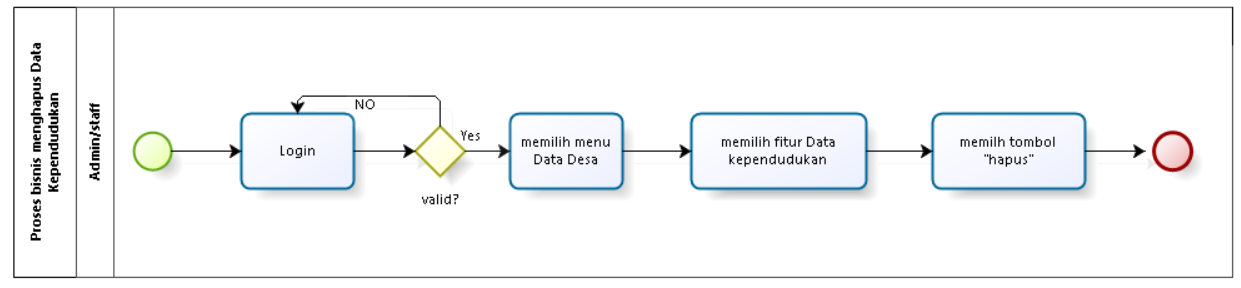 Proses bisnis menghapus Data
Kependudukan
Admin/staff
Login
NO
Yes
valid?
memilih menu
Data Desa
memilih fitur Data
kependudukan
memilh tombol
"hapus"